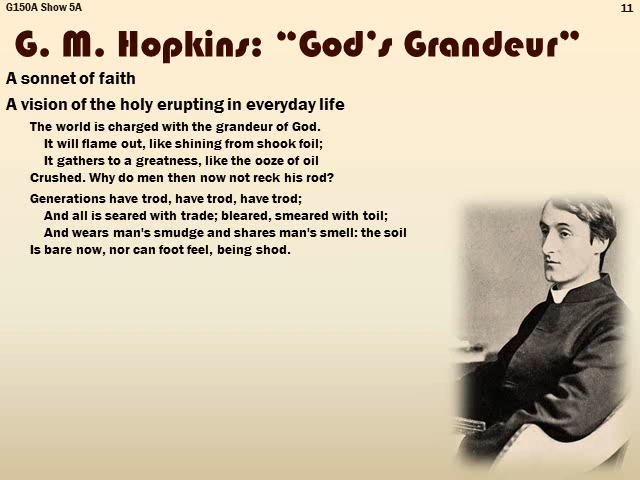 G150A Show 5A
11
G. M. Hopkins: “God’s Grandeur”
A sonnet of faith
A vision of the holy erupting in everyday life
The world is charged with the grandeur of God.
It will flame out, like shining from shook foil;
It gathers to a greatness, like the ooze of oil
Crushed. Why do men then now not reck his rod?
Generations have trod, have trod, have trod;
And all is seared with trade; bleared, smeared with toil;
And wears man's smudge and shares man's smell: the soil
Is bare now, nor can foot feel, being shod.